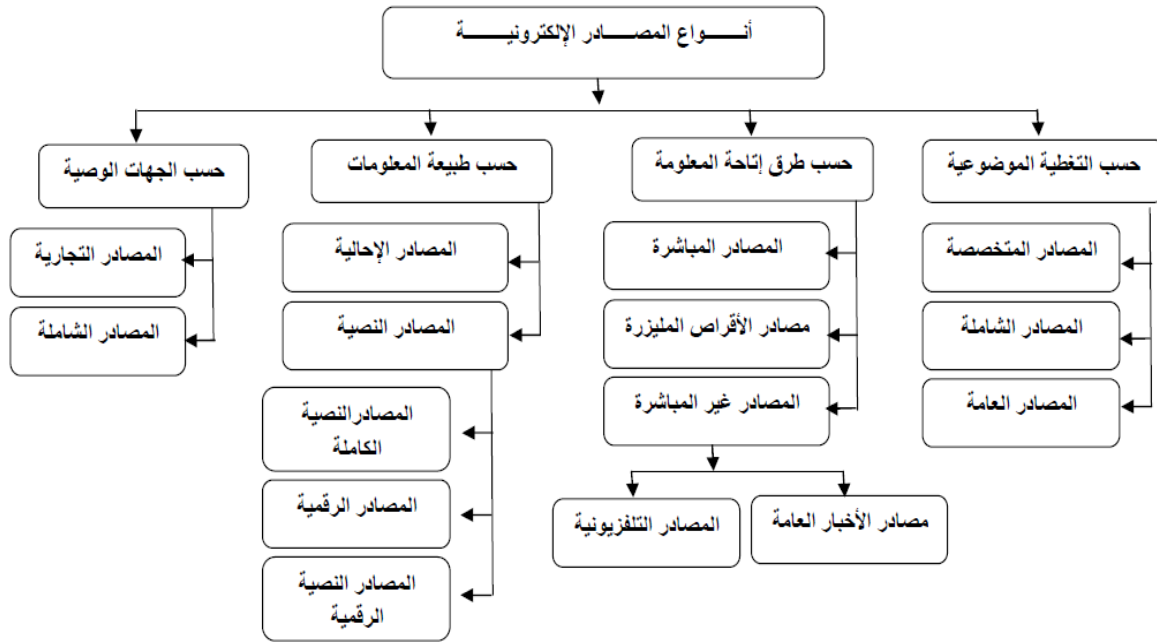 أنـــــواع المصـــــادر الإلكترونيـــــــة
حسب التغطية الموضوعية
المصادر المتخصصة
المصادر الشاملة
المصادر العامة
حسب طرق إتاحة المعلومة
المصادر المباشرة
مصادر الأقراص المليزرة
المصادر غير المباشرة
مصادر الأخبار العامة
المصادر التلفزيونية
حسب طبيعة المعلومات
المصادر الإحالية
المصادر النصية
المصادرالنصية
الكاملة
المصادر الرقمية
المصادر النصية
الرقمية
حسب الجهات الوصية
المصادر التجارية
المصادر الشاملة